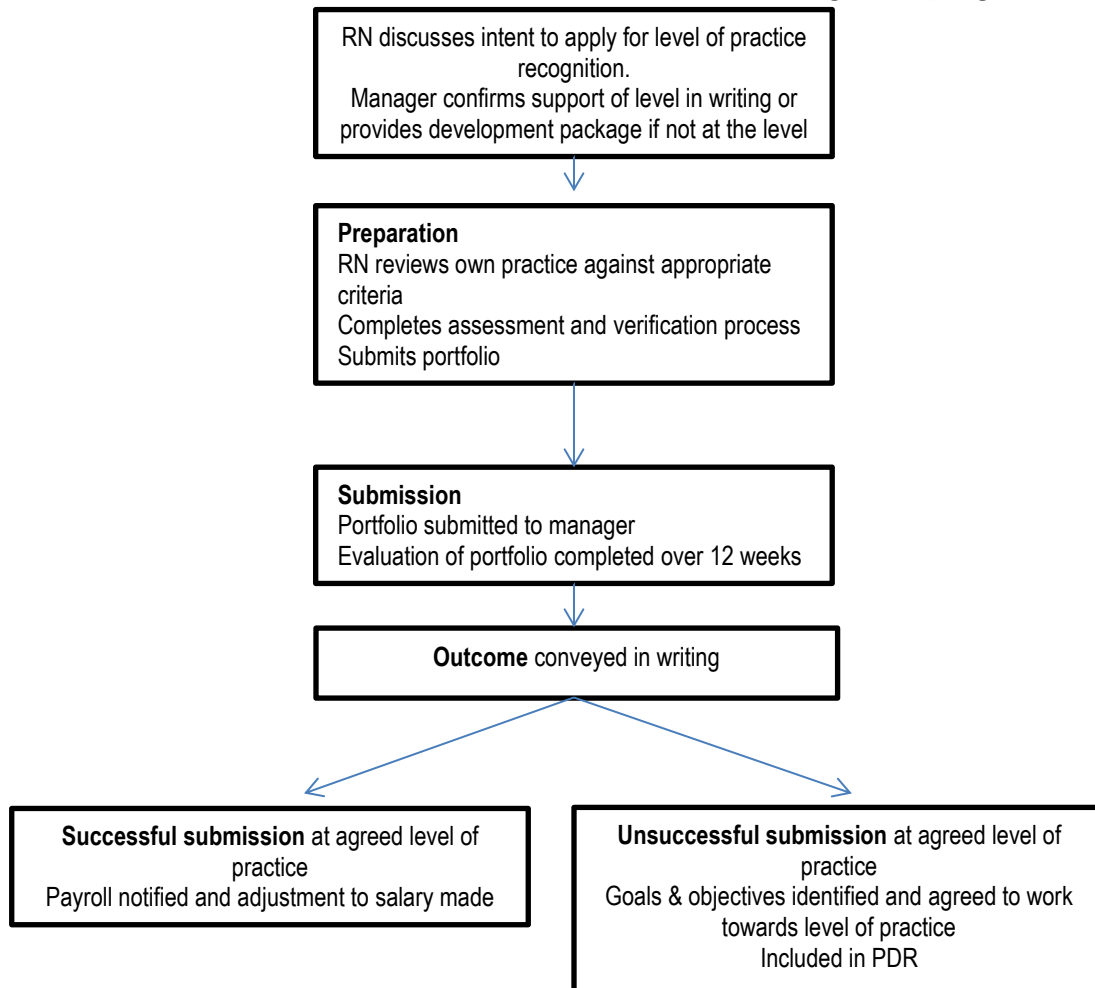 RN discusses intent to apply for level of practice
recognition.
Manager confirms support of level in writing or
provides development package if not at the level
Preparation
RN reviews own practice against appropriate
criteria
Completes assessment and verification process
Submits portfolio
Submission
Portfolio submitted to manager
Evaluation of portfolio completed over 12 weeks
Outcome conveyed in writing
Successful submission at agreed level of
practice
Payroll notified and adjustment to salary made
Unsuccessful submission at agreed level of
practice
Goals & objectives identified and agreed to work
towards level of practice
Included in PDR